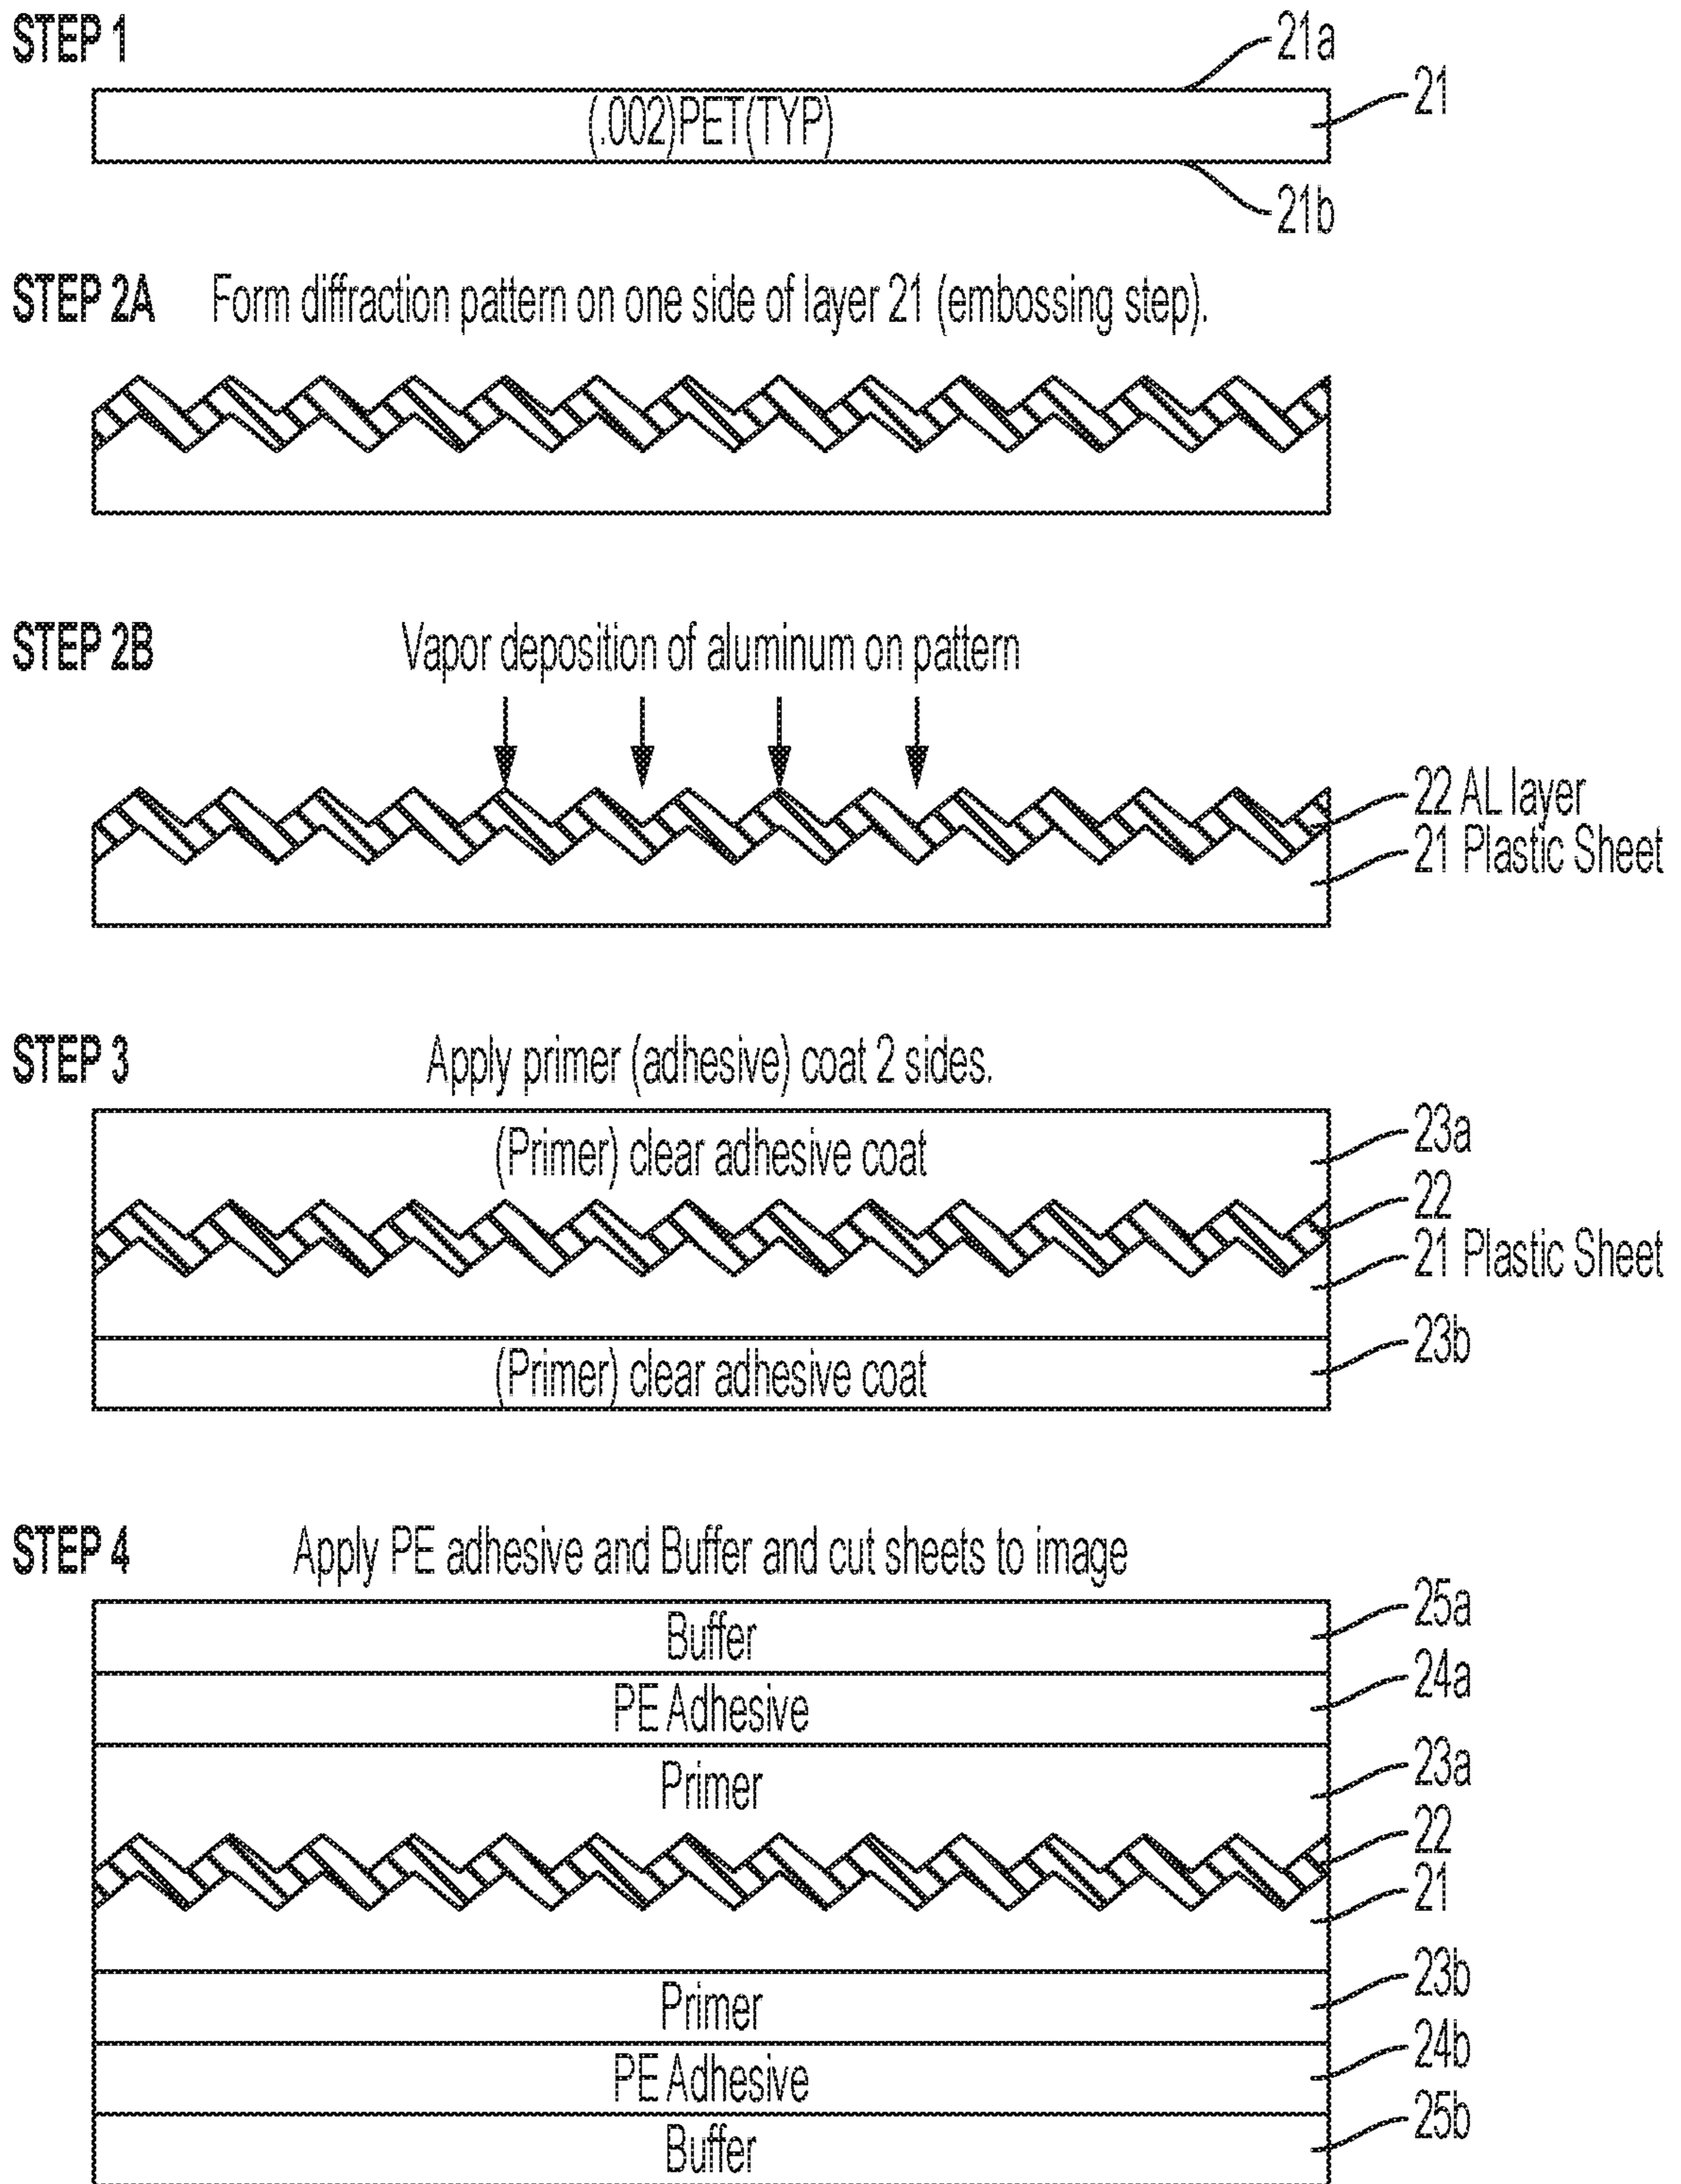 STEP 1
21a
21
(.002)PET(TYP)
21b
STEP 2A Form diffraction pattern on one side of layer 21 (embossing step).
STEP 2B Vapor deposition of aluminum on pattern
22 AL layer
21 Plastic Sheet
STEP 3 Apply primer (adhesive) coat 2 sides.
23a
(Primer) clear adhesive coat
22
21 Plastic Sheet
23b
(Primer) clear adhesive coat
STEP 4 Apply PE adhesive and Buffer and cut sheets to image
25a
Buffer
24a
PE Adhesive
23a
Primer
22
21
23b
Primer
24b
PE Adhesive
25b
Buffer